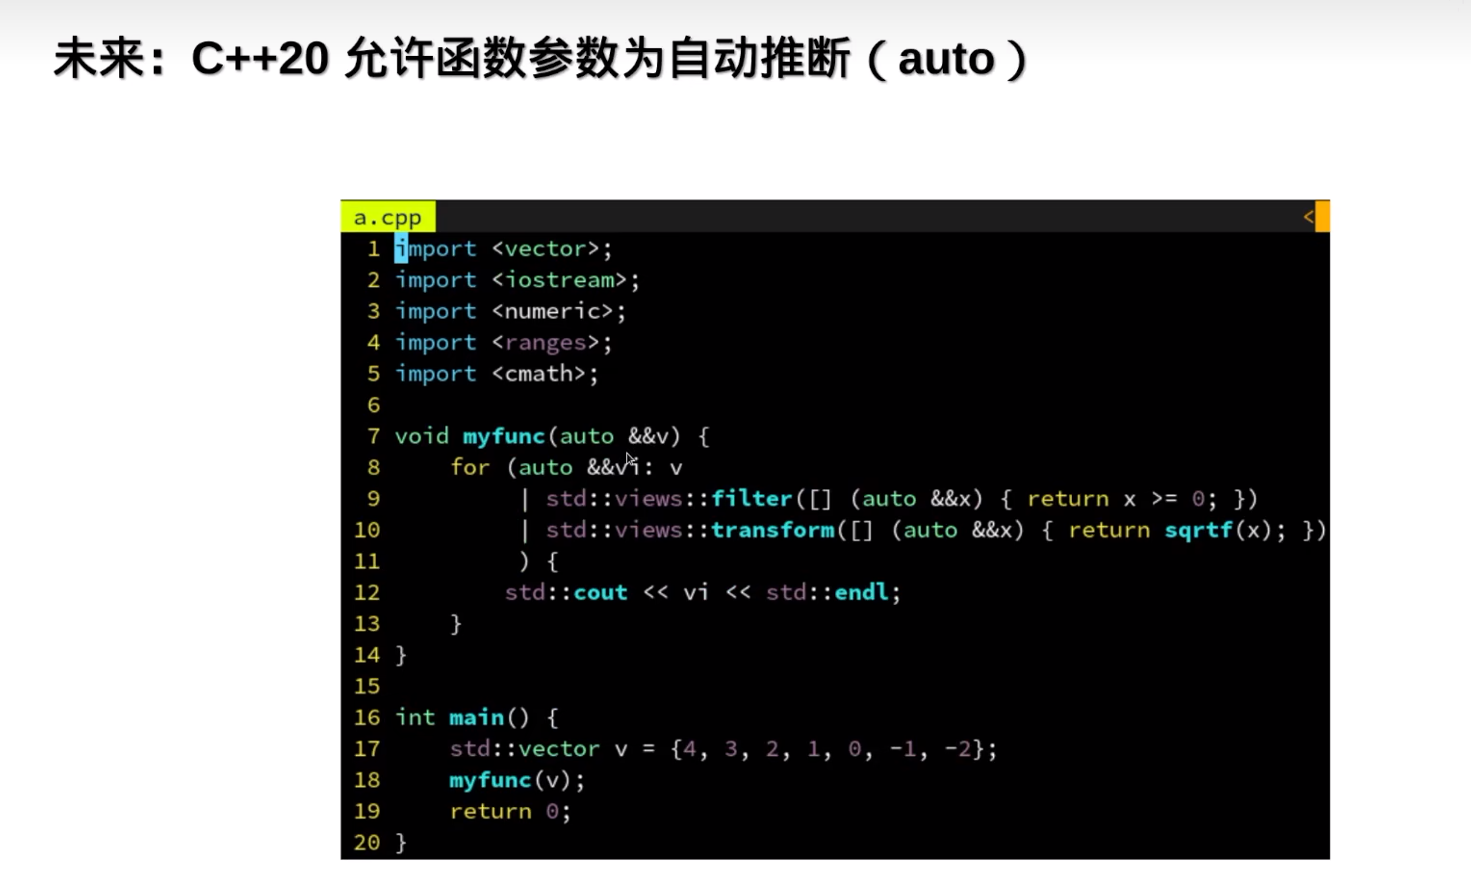 未来：C++20 允许函数参数为自动推断（auto）
a.cpp <
1 import <vector>;
2 import <iostream>;
3 import <numeric>;
4 import <ranges>;
5 import <cmath>;
6
7 void myfunc(auto &&v) {
8     for (auto &&vi: v
9          | std::views::filter([] (auto &&x) { return x >= 0; })
10          | std::views::transform([] (auto &&x) { return sqrtf(x); })
11          ) {
12         std::cout << vi << std::endl;
13     }
14 }
15
16 int main() {
17     std::vector v = {4, 3, 2, 1, 0, -1, -2};
18     myfunc(v);
19     return 0;
20 }